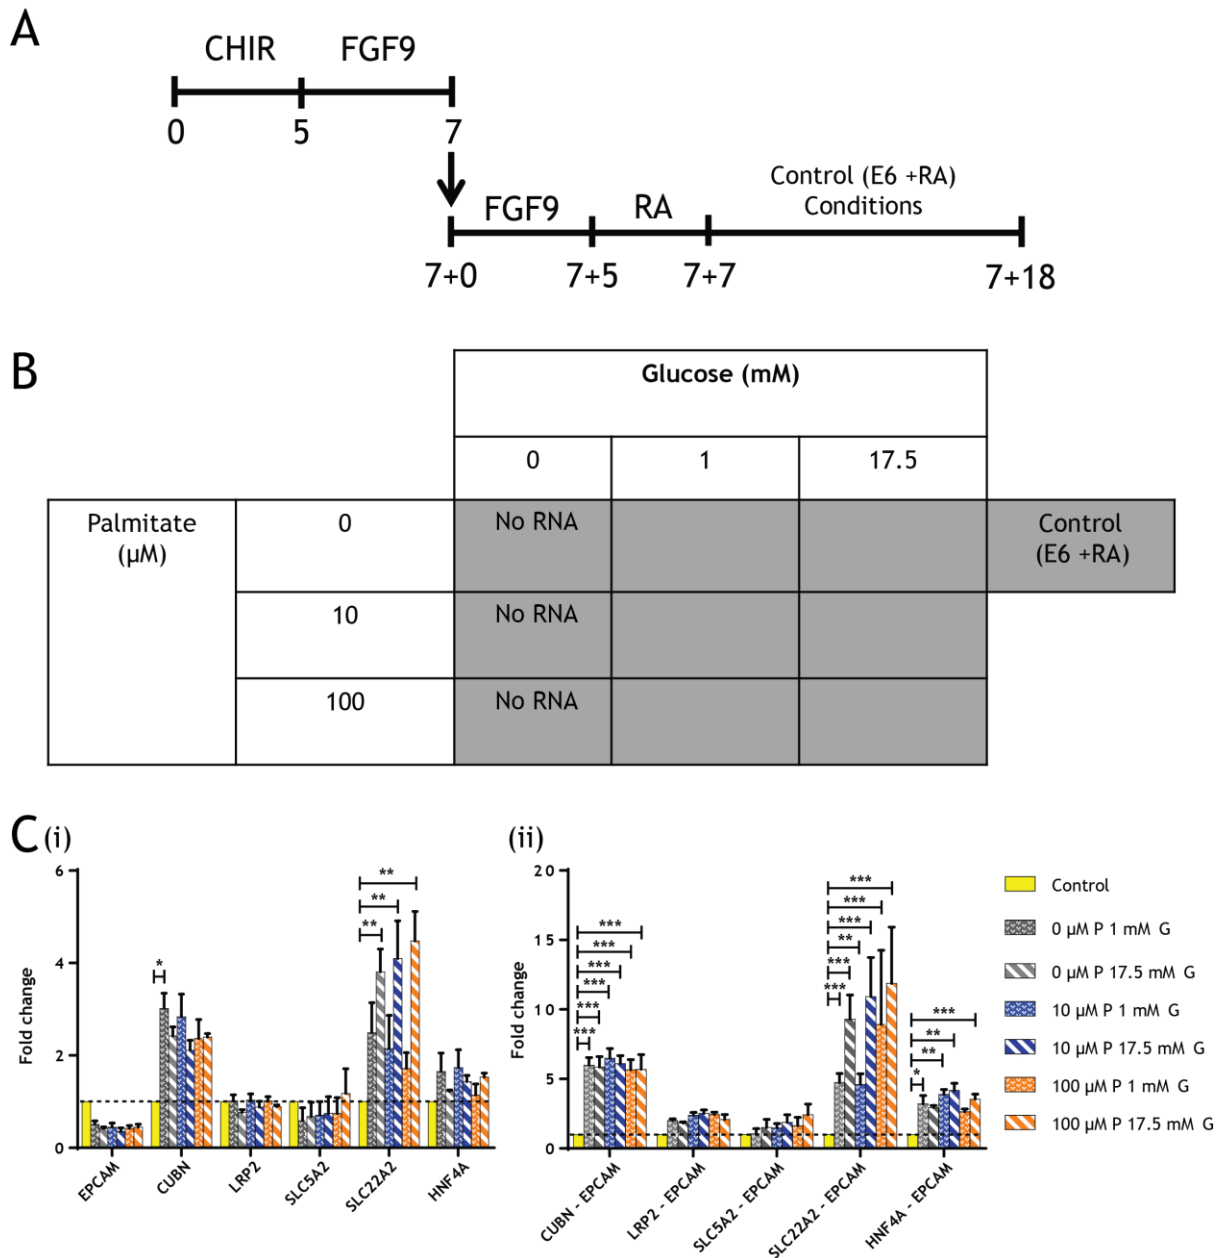 A
CHIR FGF9
0 5 7
FGF9 RA Control (E6 +RA)
Conditions
7+0 7+5 7+7 7+18
B
Glucose (mM)
0 1 17.5
Palmitate
(µM)
0 No RNA Control
(E6 +RA)
10 No RNA
100 No RNA
C (i)
6
4
2
0
Fold change
*
**
**
**
EPCAM
CUBN
LRP2
SLC5A2
SLC22A2
HNF4A
(ii)
20
15
10
5
0
Fold change
***
***
***
***
***
***
***
***
***
**
***
***
***
**
**
*
CUBN - EPCAM
LRP2 - EPCAM
SLC5A2 - EPCAM
SLC22A2 - EPCAM
HNF4A - EPCAM
Control
0 µM P 1 mM G
0 µM P 17.5 mM G
10 µM P 1 mM G
10 µM P 17.5 mM G
100 µM P 1 mM G
100 µM P 17.5 mM G